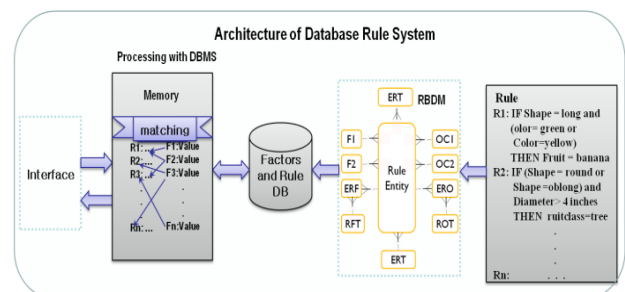 Architecture of Database Rule System
Processing with DBMS
Memory
matching
R1: ... F1:Value
R2: ... F2:Value
R3: ... F3:Value
.
.
.
Rn: ... Fn:Value
Interface
Factors
and Rule
DB
RBDM
ERT
F1
F2
ERF
RFT
Rule
Entity
OC1
OC2
ERO
ROT
ERT
Rule
R1: IF Shape = long and
(olor= green or
Color=yellow)
THEN Fruit = banana
R2: IF (Shape = round or
Shape=oblong) and
Diameter> 4 inches
THEN ruitclass=tree
.
.
.
Rn: . . .